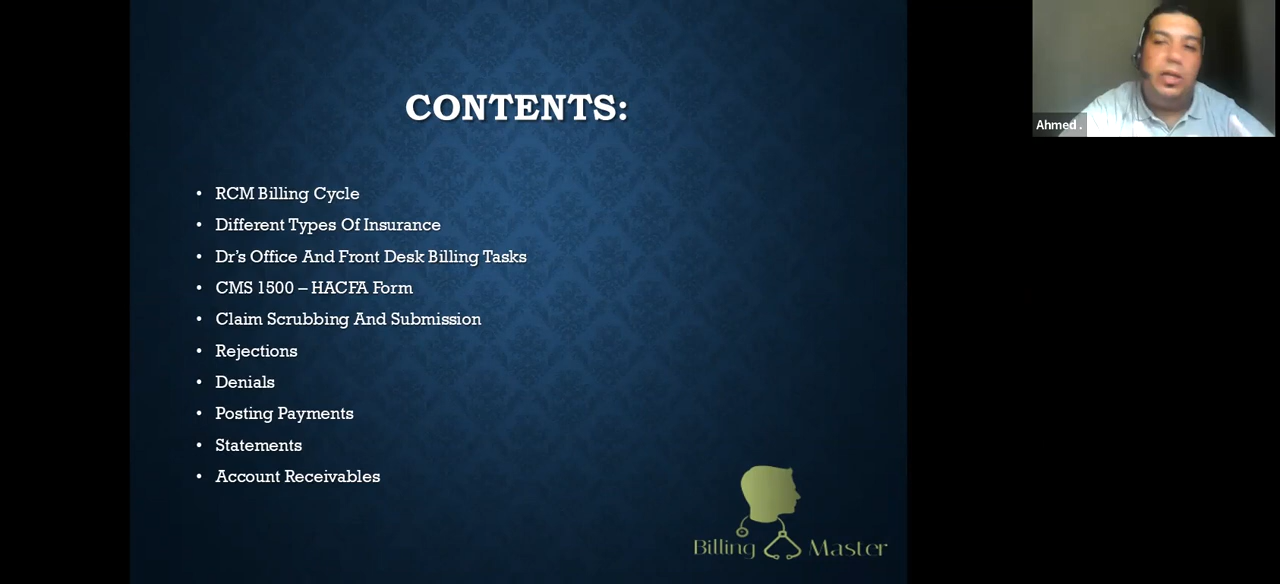 CONTENTS:
• RCM Billing Cycle
• Different Types Of Insurance
• Dr's Office And Front Desk Billing Tasks
• CMS 1500 – HACFA Form
• Claim Scrubbing And Submission
• Rejections
• Denials
• Posting Payments
• Statements
• Account Receivables
Billing Master
Ahmed .